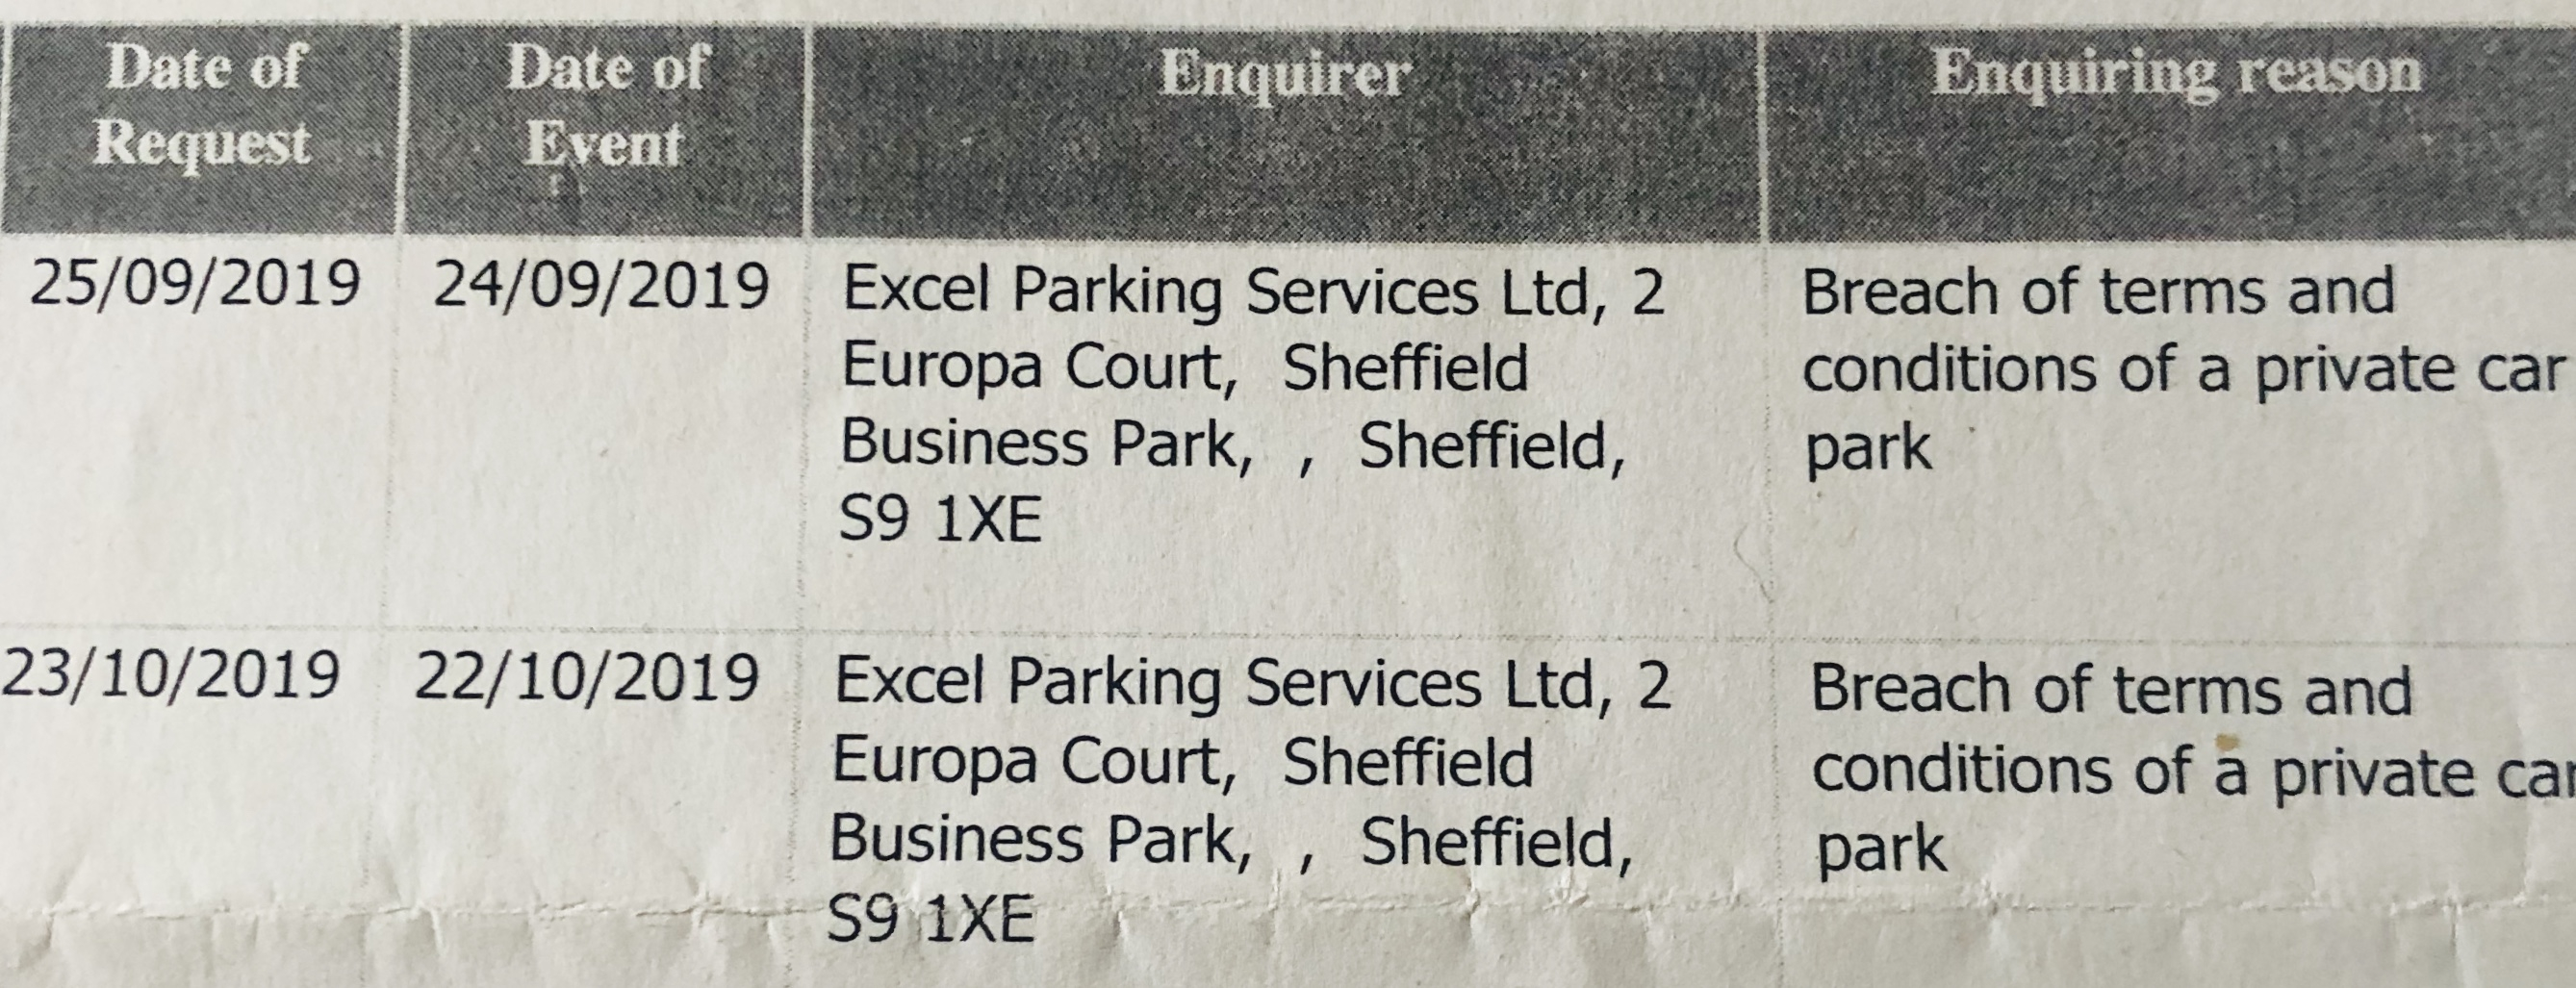 Date of Request
Date of Event
Enquirer
Enquiring reason
25/09/2019
24/09/2019
Excel Parking Services Ltd, 2
Europa Court, Sheffield
Business Park, , Sheffield,
S9 1XE
Breach of terms and
conditions of a private car
park
23/10/2019
22/10/2019
Excel Parking Services Ltd, 2
Europa Court, Sheffield
Business Park, , Sheffield,
S9 1XE
Breach of terms and
conditions of a private car
park